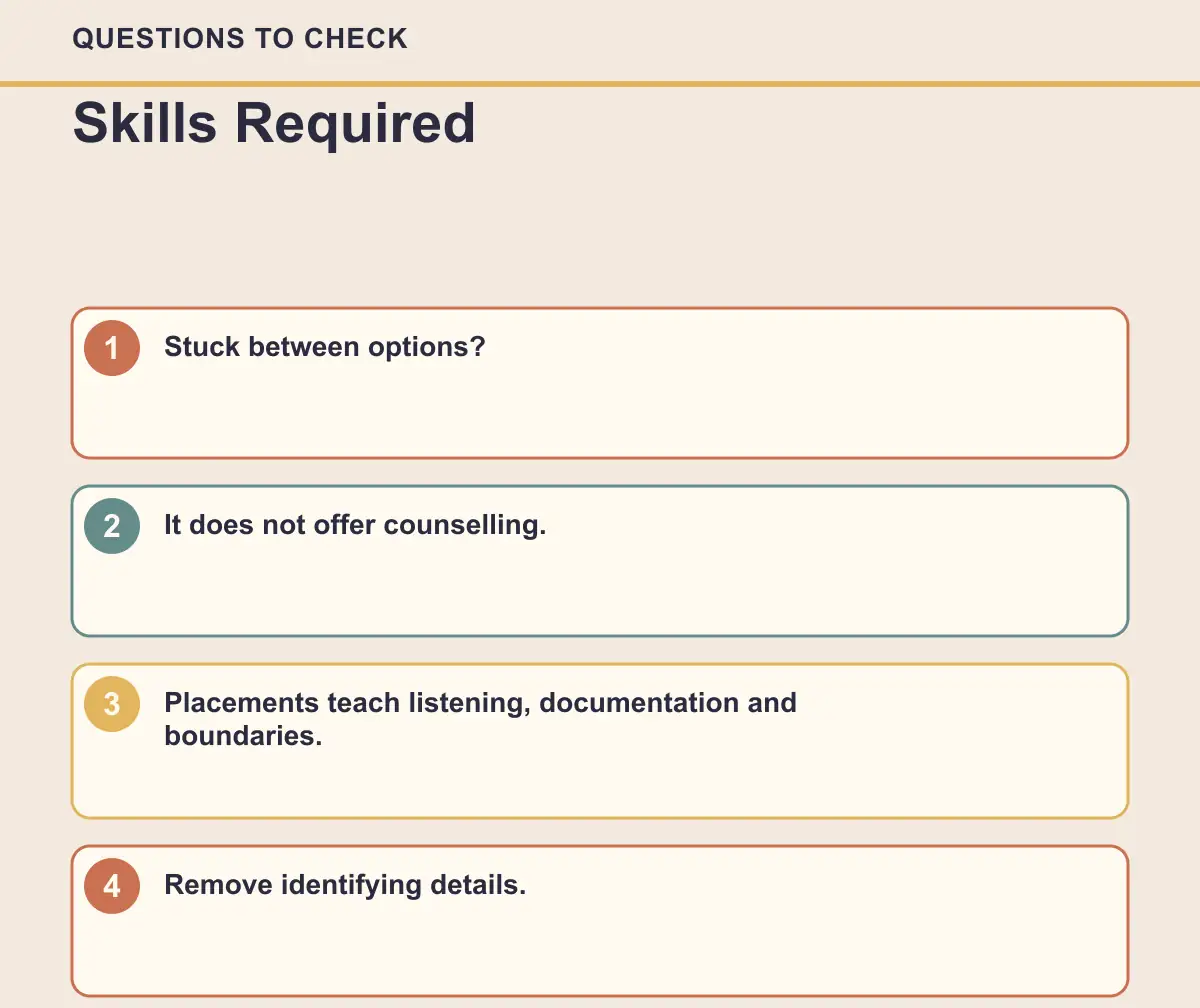 QUESTIONS TO CHECK
Skills Required
1
Stuck between options?
2
It does not offer counselling.
3
Placements teach listening, documentation and
boundaries.
4
Remove identifying details.